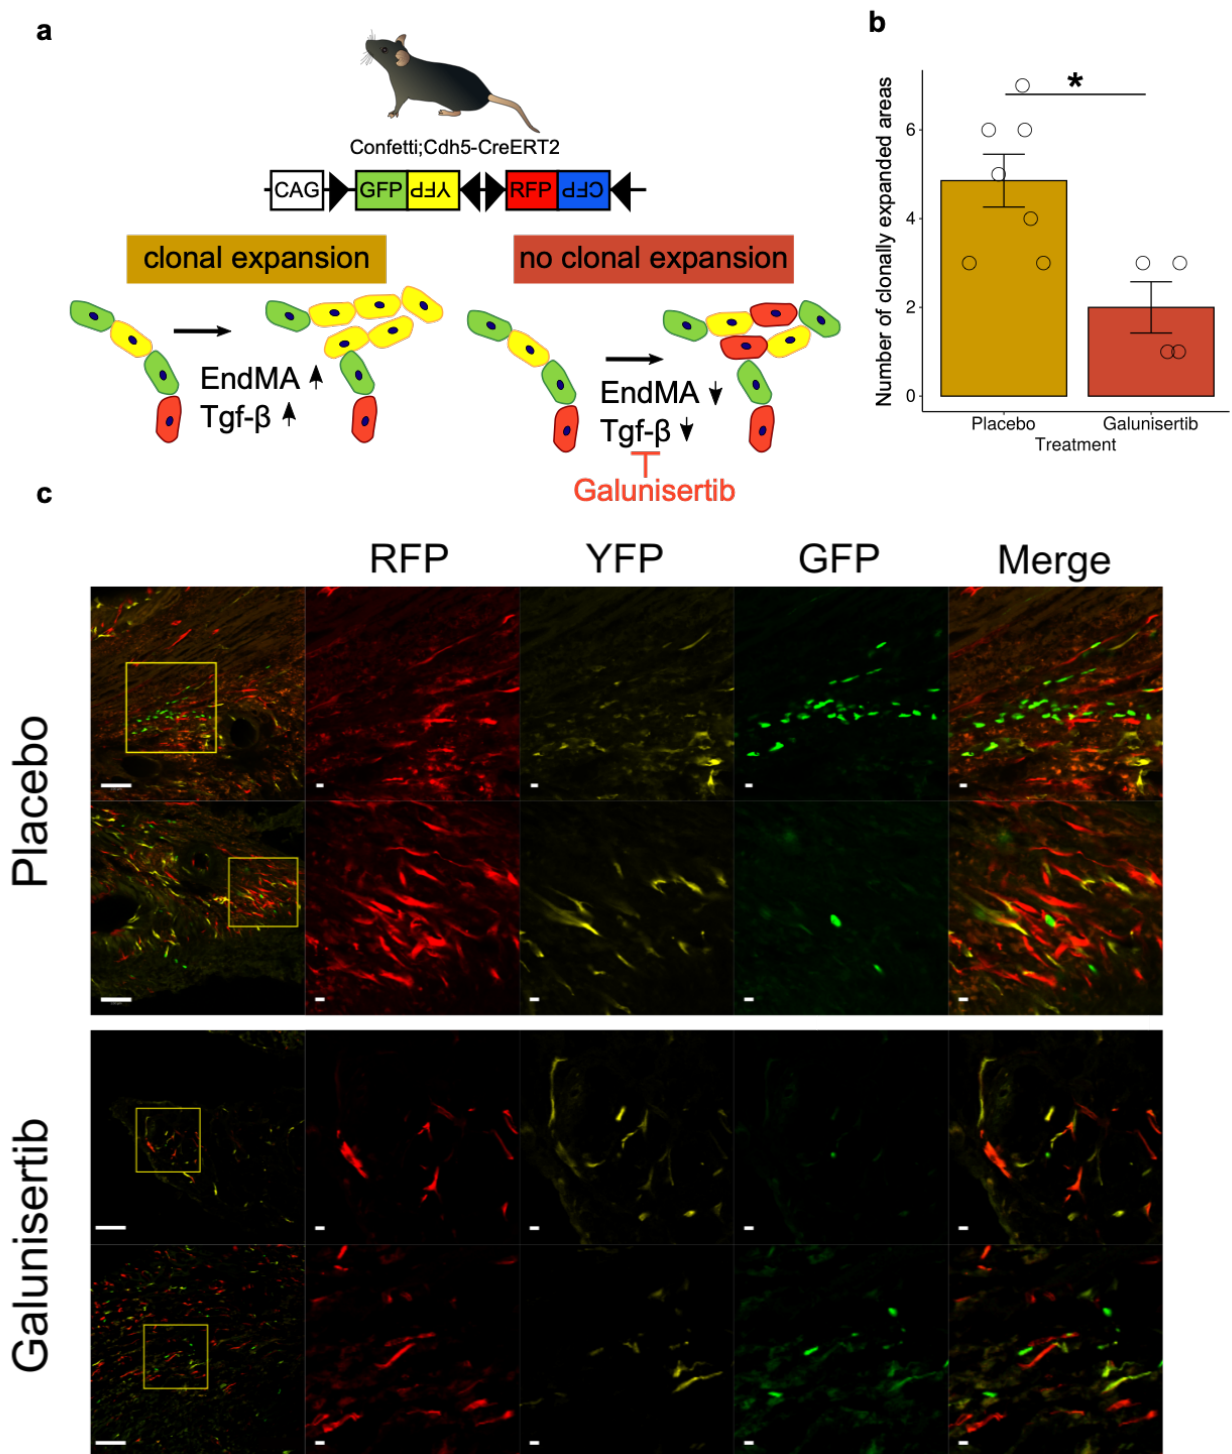 a
Confetti;Cdh5-CreERT2
CAG GFP YFP RFP CFP
clonal expansion
no clonal expansion
EndMA
Tgf-β
EndMA
Tgf-β
Galunisertib
b
Number of clonally expanded areas
6
4
2
0
*
Placebo Galunisertib
Treatment
c
RFP YFP GFP Merge
Placebo
Galunisertib